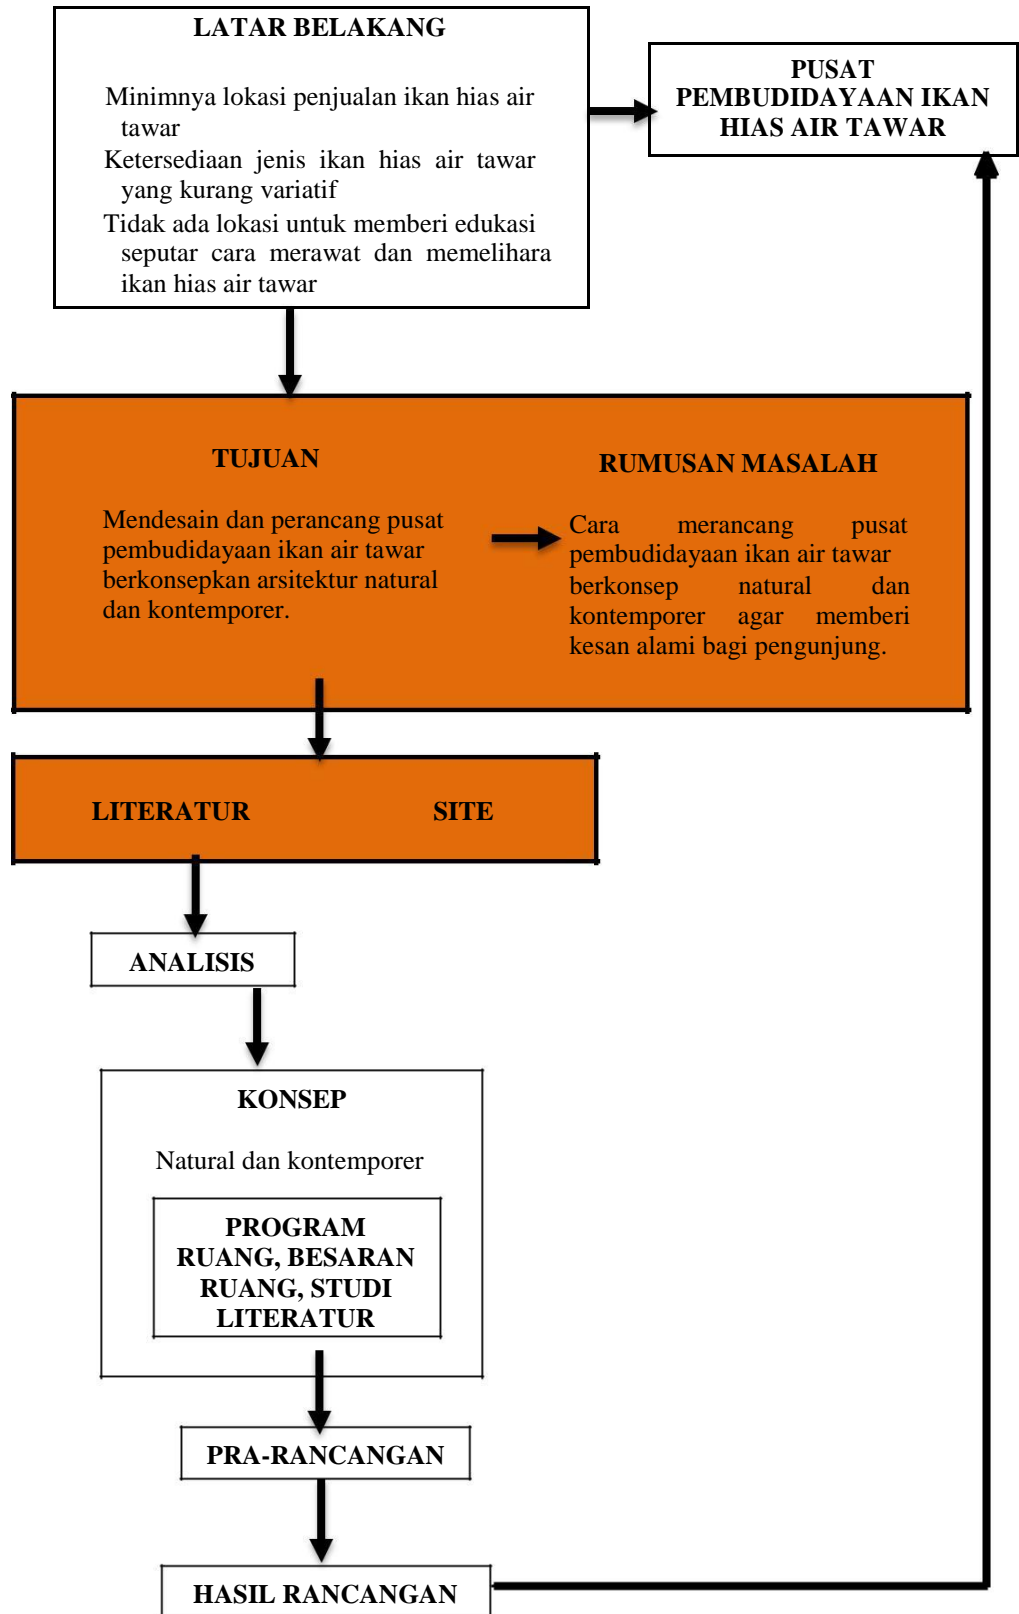 LATAR BELAKANG
Minimnya lokasi penjualan ikan hias air
tawar
Ketersediaan jenis ikan hias air tawar
yang kurang variatif
Tidak ada lokasi untuk memberi edukasi
seputar cara merawat dan memelihara
ikan hias air tawar
PUSAT
PEMBUDIDAYAAN IKAN
HIAS AIR TAWAR
TUJUAN
Mendesain dan perancang pusat
pembudidayaan ikan air tawar
berkonsepkan arsitektur natural
dan kontemporer.
RUMUSAN MASALAH
Cara merancang pusat
pembudidayaan ikan air tawar
berkonsep natural dan
kontemporer agar memberi
kesan alami bagi pengunjung.
LITERATUR
SITE
ANALISIS
KONSEP
Natural dan kontemporer
PROGRAM
RUANG, BESARAN
RUANG, STUDI
LITERATUR
PRA-RANCANGAN
HASIL RANCANGAN